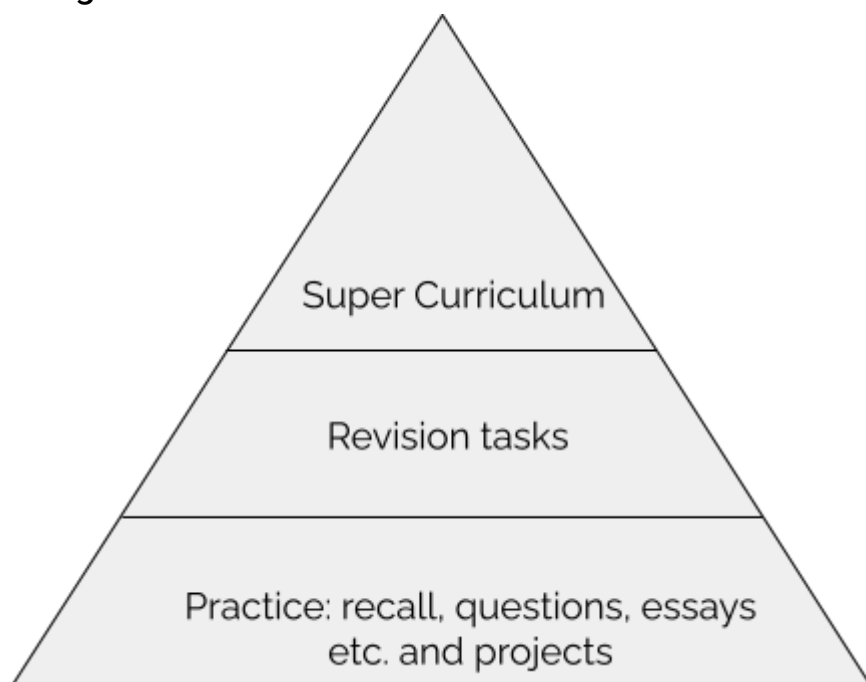 Super Curriculum
Revision tasks
Practice: recall, questions, essays
etc. and projects